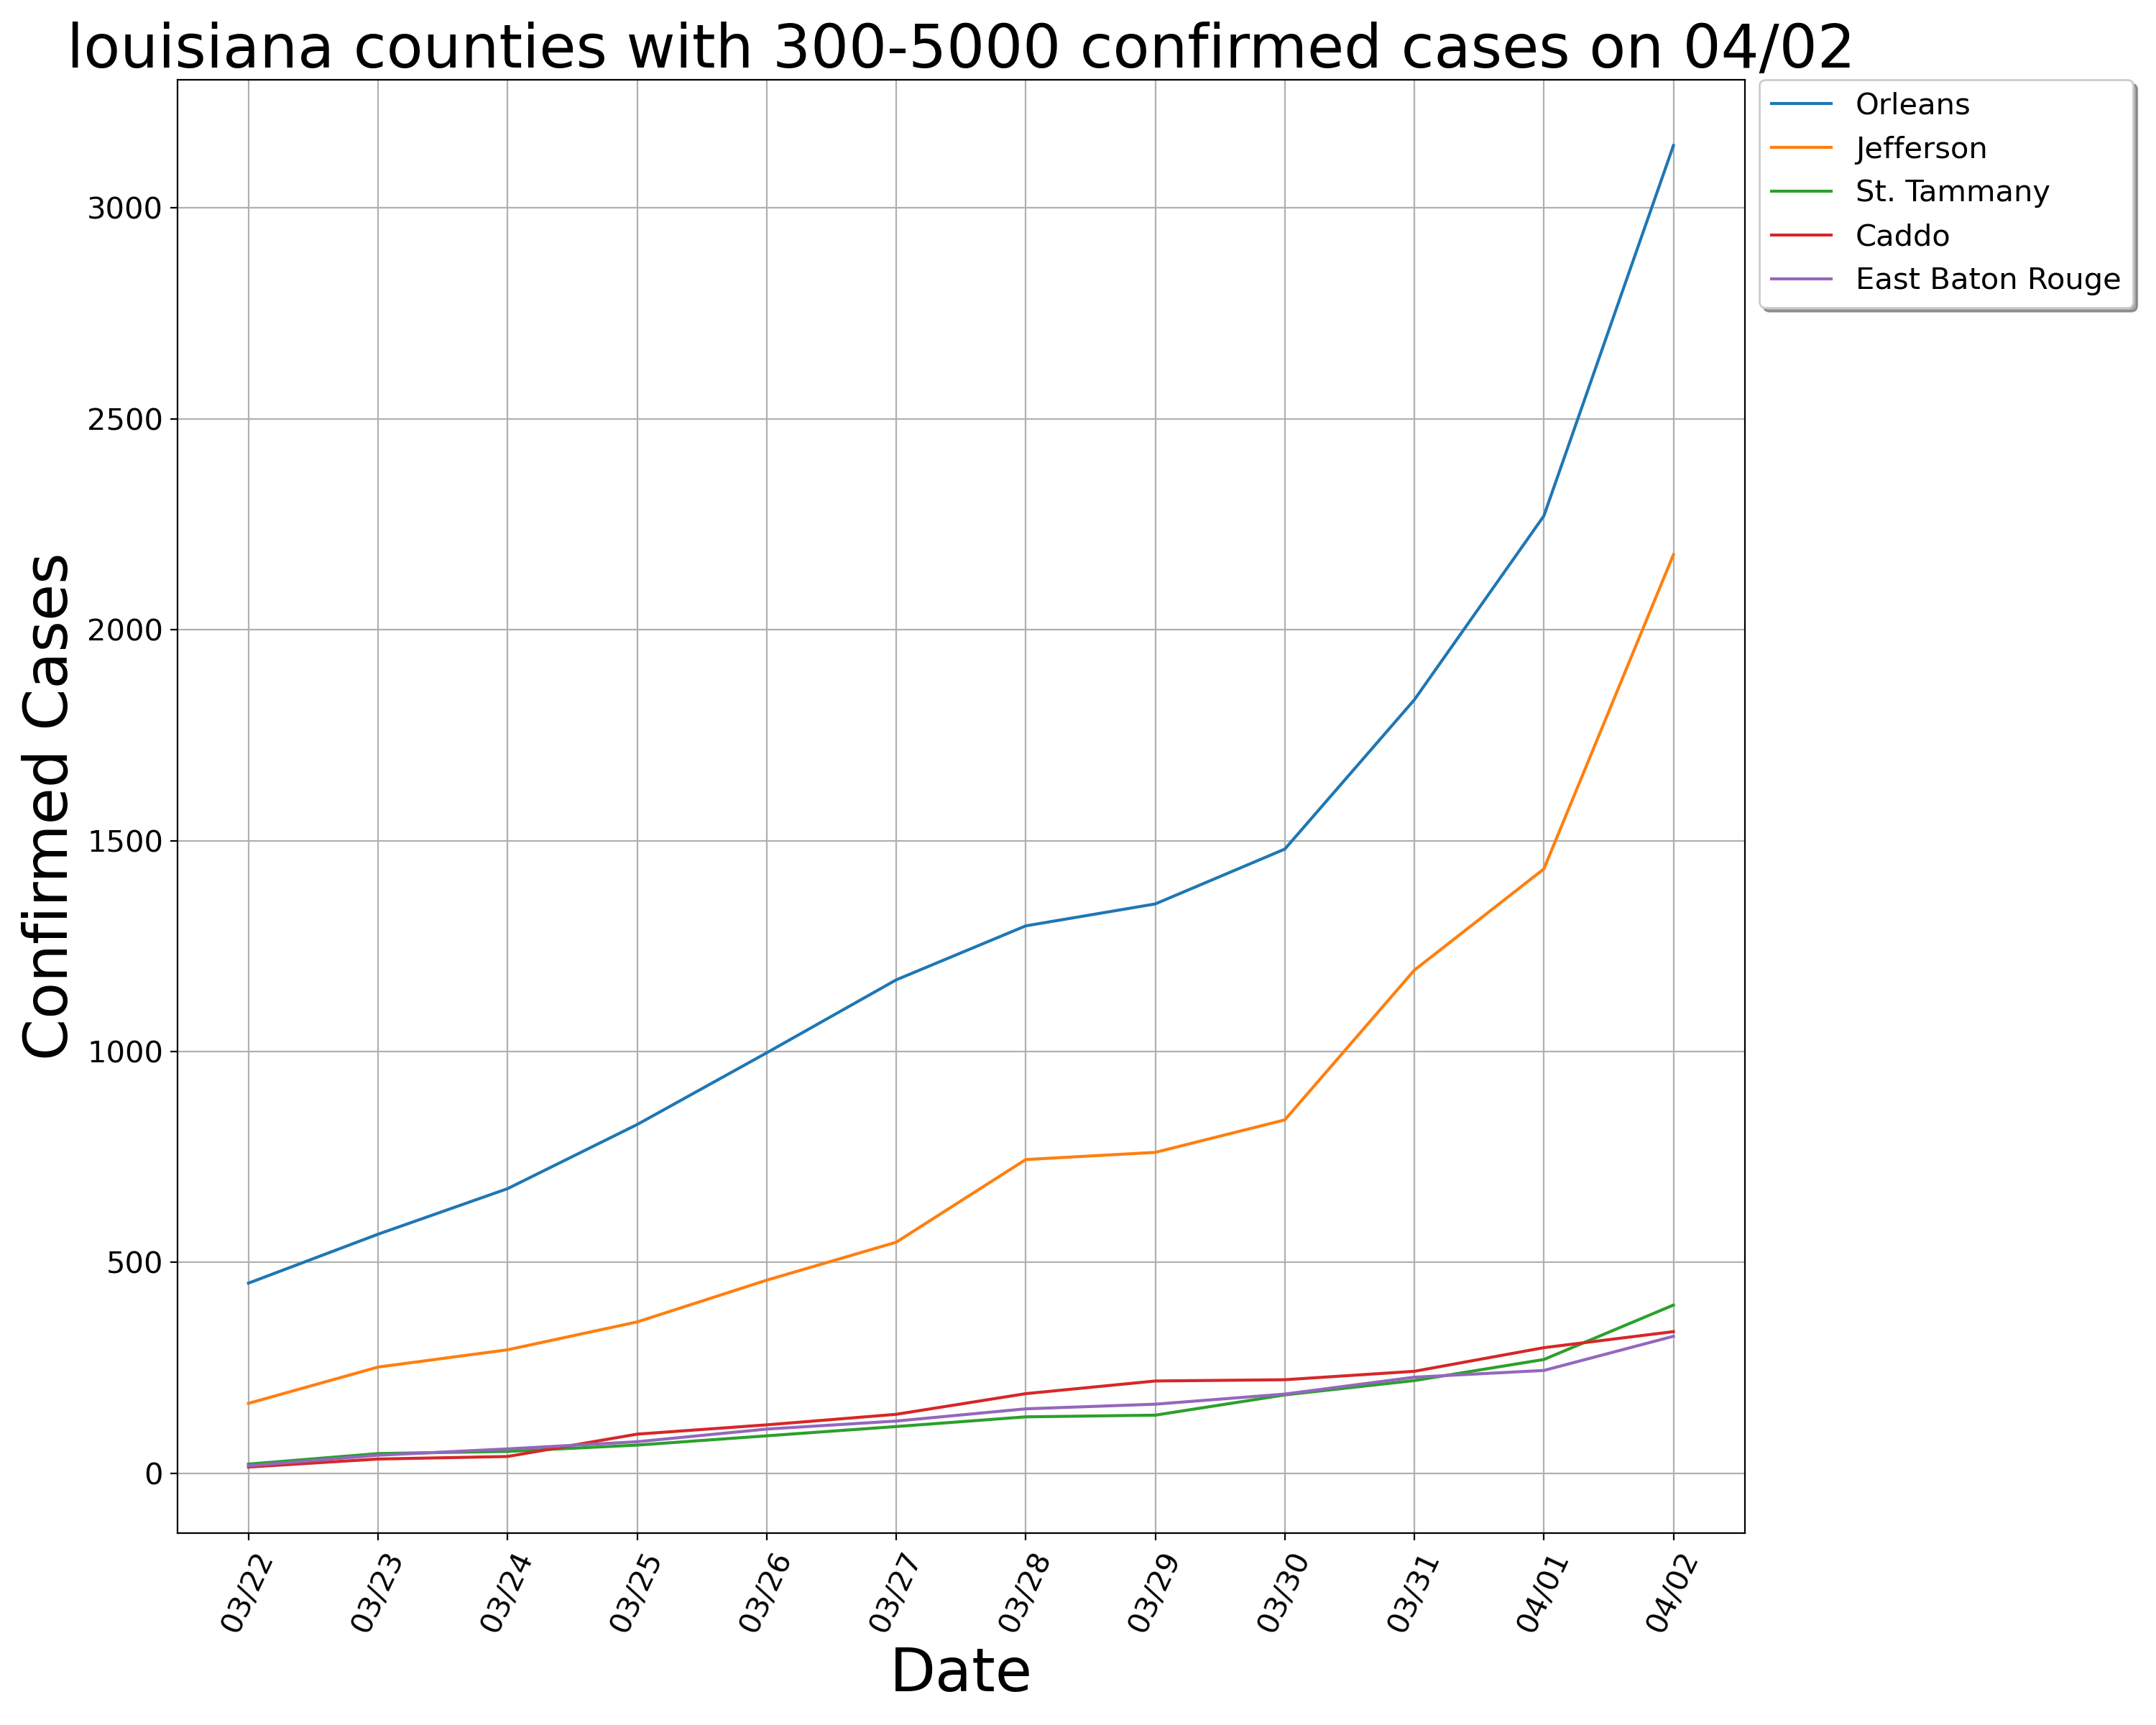 louisiana counties with 300-5000 confirmed cases on 04/02
Orleans
Jefferson
St. Tammany
Caddo
East Baton Rouge
Confirmed Cases
3000
2500
2000
1500
1000
500
0
03/22
03/23
03/24
03/25
03/26
03/27
03/28
03/29
03/30
03/31
04/01
04/02
Date